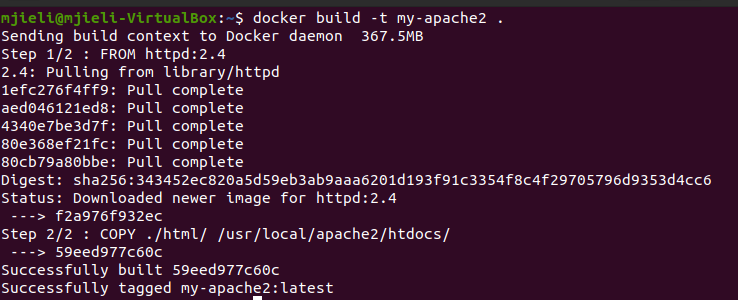 mjieli@mjieli-VirtualBox:~$ docker build -t my-apache2 .
Sending build context to Docker daemon  367.5MB
Step 1/2 : FROM httpd:2.4
2.4: Pulling from library/httpd
1efc276f4ff9: Pull complete
aed046121ed8: Pull complete
4340e7be3d7f: Pull complete
80e368ef21fc: Pull complete
80cb79a80bbe: Pull complete
Digest: sha256:343452ec820a5d59eb3ab9aaa6201d193f91c3354f8c4f29705796d9353d4cc6
Status: Downloaded newer image for httpd:2.4
 ---> f2a976f932ec
Step 2/2 : COPY ./html/ /usr/local/apache2/htdocs/
 ---> 59eed977c60c
Successfully built 59eed977c60c
Successfully tagged my-apache2:latest